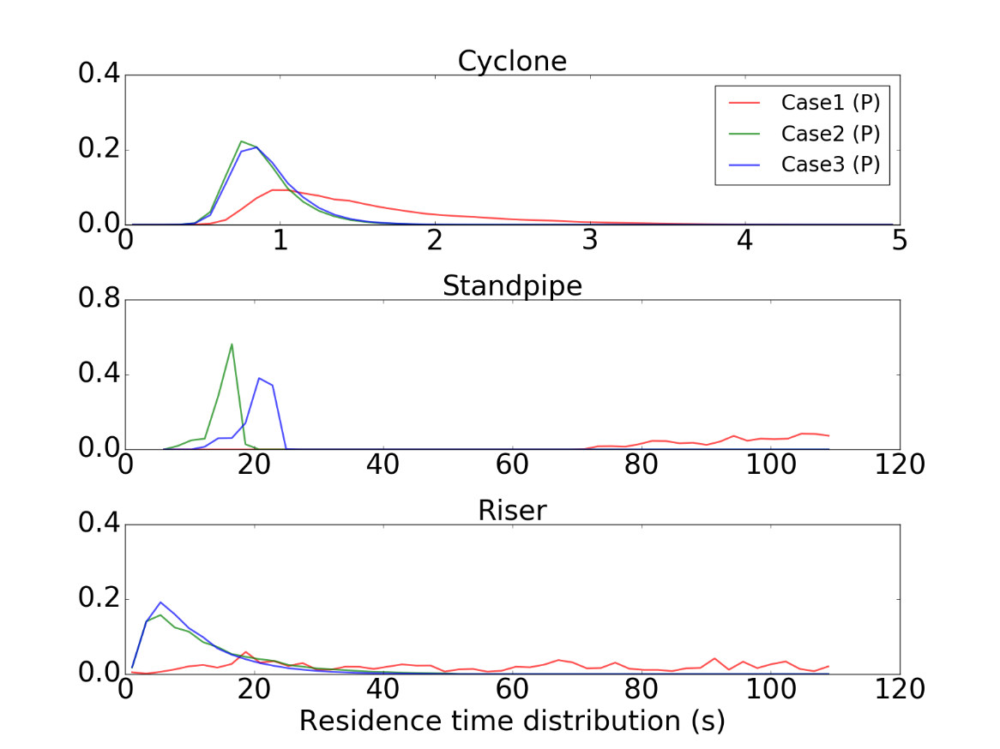 Cyclone
0.4
0.2
0.0
Case1 (P)
Case2 (P)
Case3 (P)
0 1 2 3 4 5
Standpipe
0.8
0.4
0.0
0 20 40 60 80 100 120
Riser
0.4
0.2
0.0
0 20 40 60 80 100 120
Residence time distribution (s)